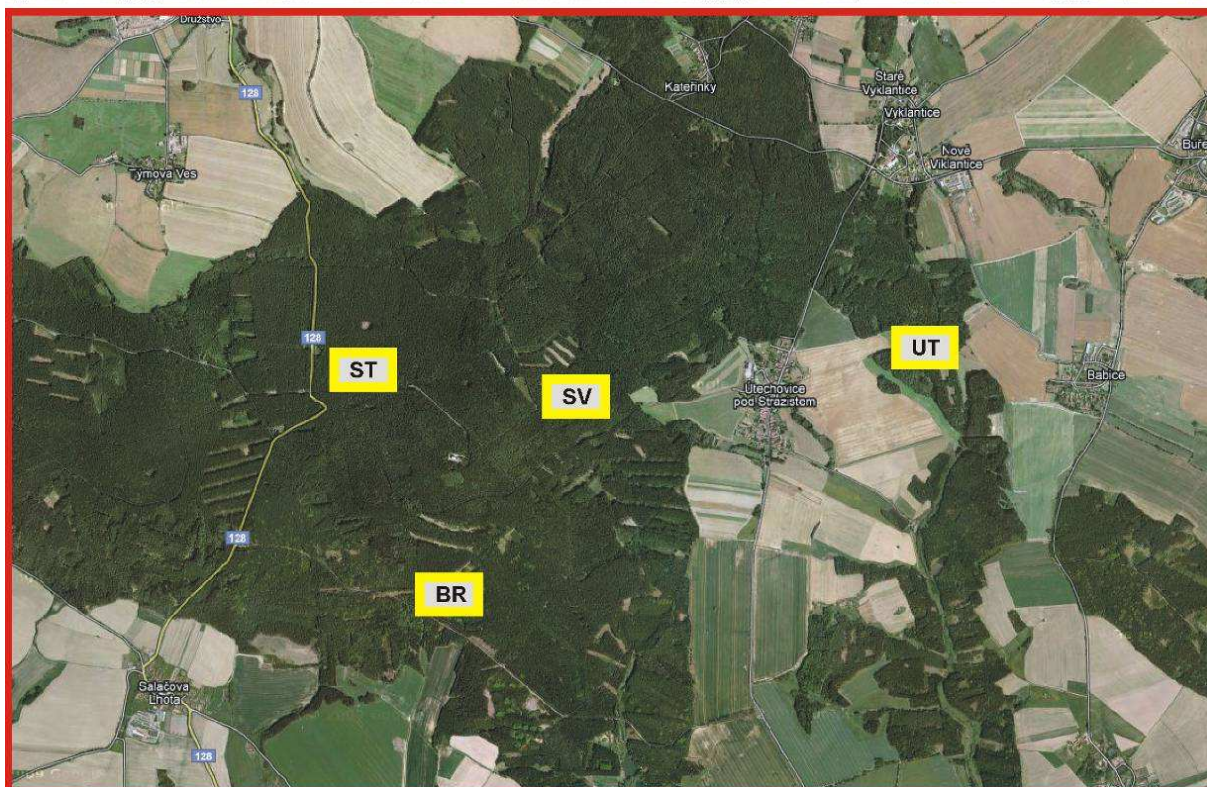 Družstvo
128
Kateřinky
Staré
Vyklantice
Vyklantice
Nové
Viklantice
Buře
Týmova Ves
128
ST
SV
UT
Útěchovice
pod Stražištěm
Babice
128
BR
Salačova
Lhota
128